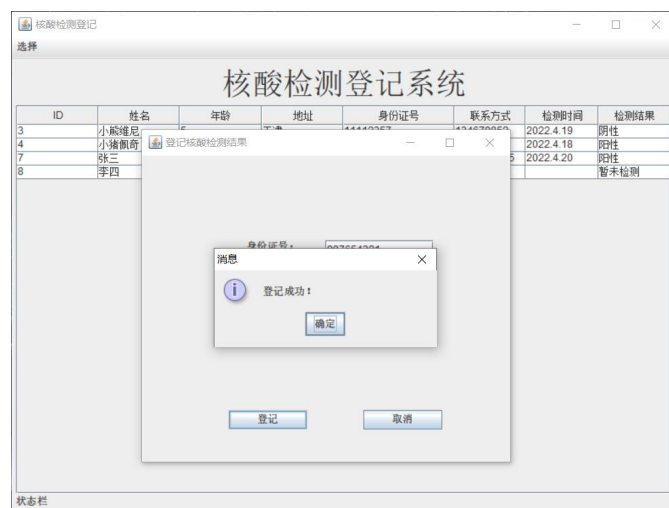 核酸检测登记
选择
核酸检测登记系统
ID 姓名 年龄 地址 身份证号 联系方式 检测时间 检测结果
3 小熊维尼 2022.4.19 阴性
4 小猪佩奇 2022.4.18 阳性
7 张三 5 2022.4.20 阳性
8 李四 暂未检测
登记核酸检测结果
身份证号：
消息
登记成功！
确定
登记 取消
状态栏